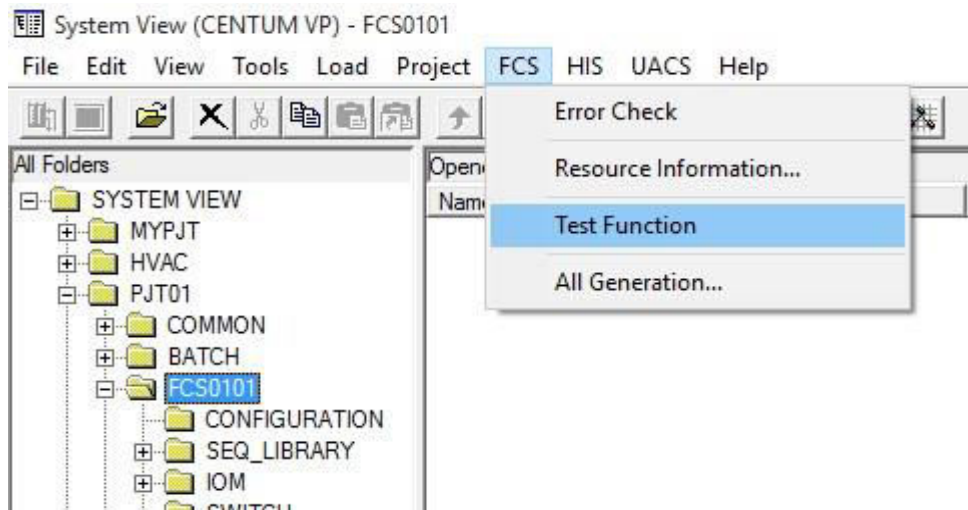 System View (CENTUM VP) - FCS0101
File Edit View Tools Load Project FCS HIS UACS Help
Error Check
Resource Information...
Test Function
All Generation...
All Folders
SYSTEM VIEW
MYPJT
HVAC
PJT01
COMMON
BATCH
FCS0101
CONFIGURATION
SEQ_LIBRARY
IOM
SWITCH